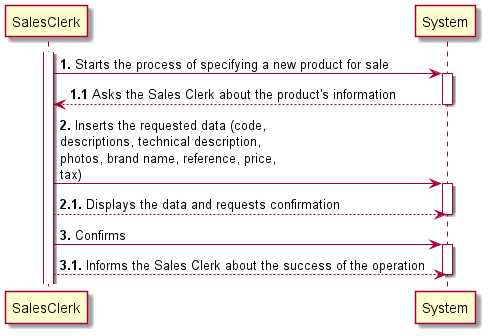 SalesClerk
System
1. Starts the process of specifying a new product for sale
1.1 Asks the Sales Clerk about the product's information
2. Inserts the requested data (code,
descriptions, technical description,
photos, brand name, reference, price,
tax)
2.1. Displays the data and requests confirmation
3. Confirms
3.1. Informs the Sales Clerk about the success of the operation
SalesClerk
System